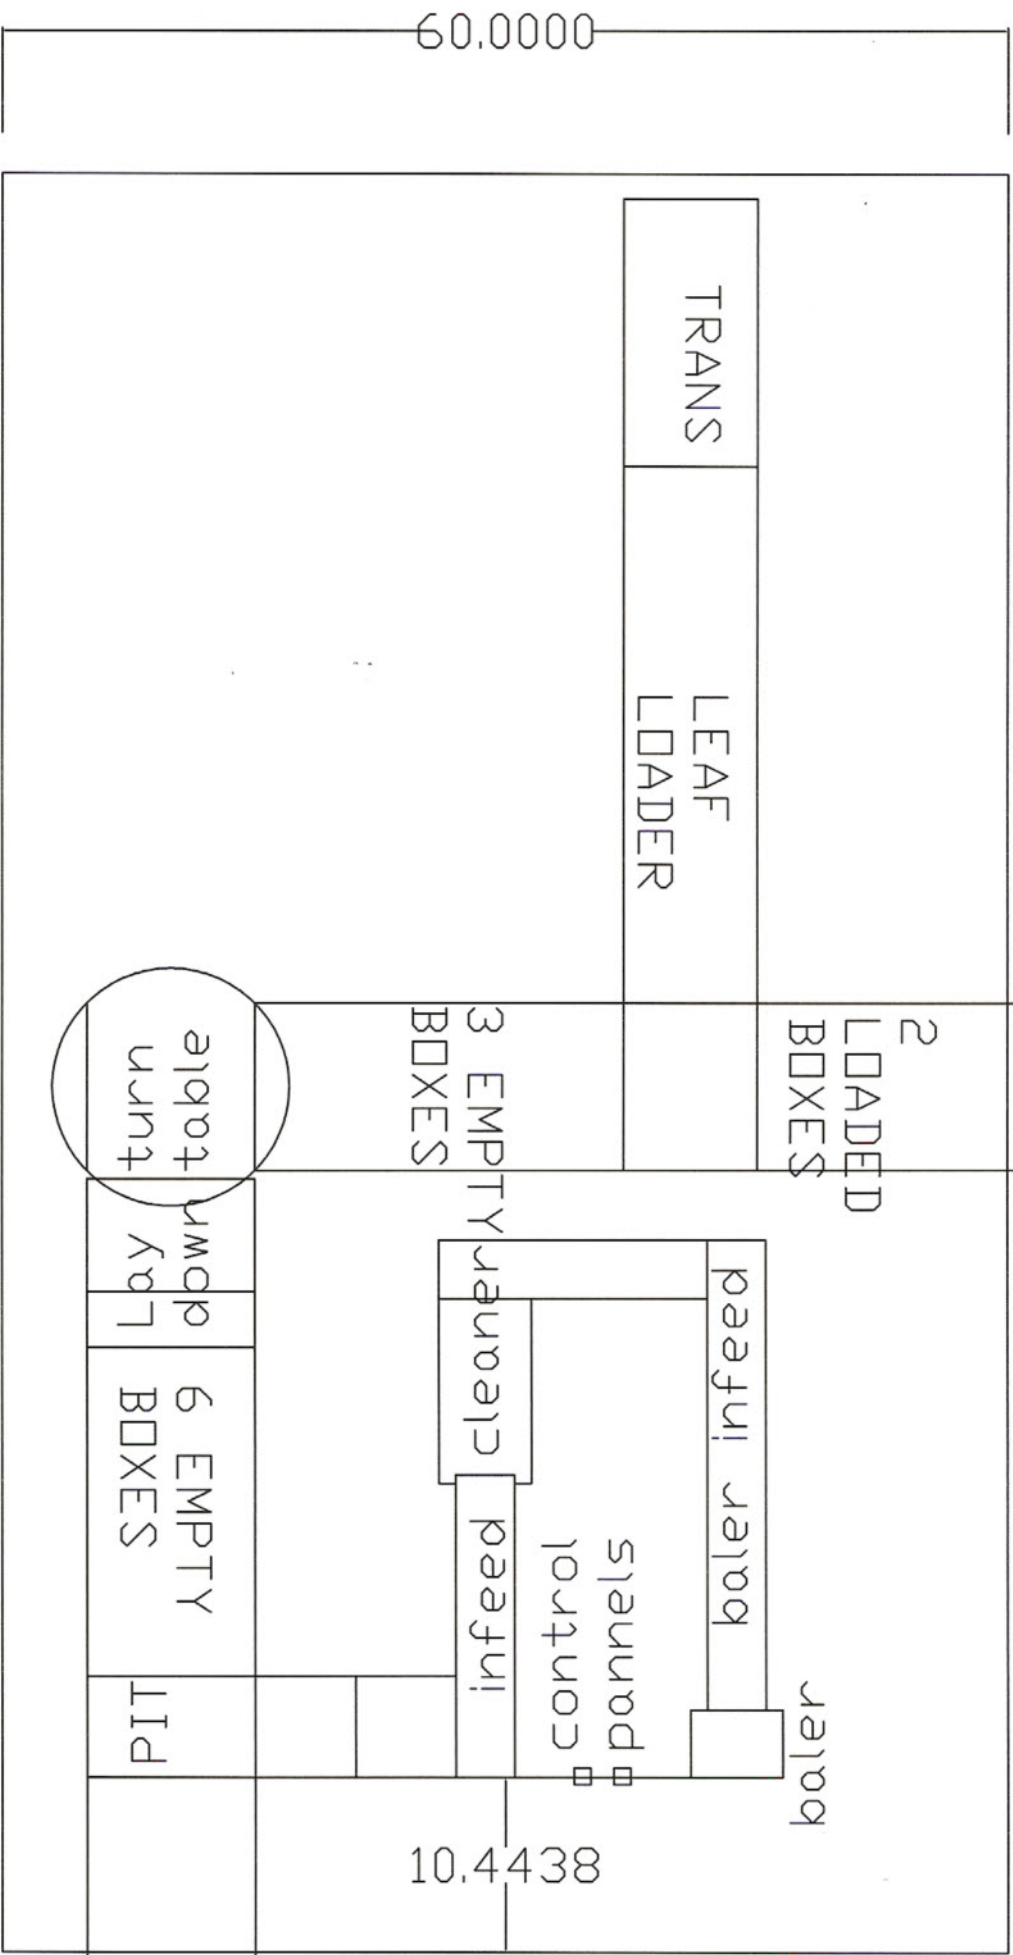 60.0000
TRANS
LEAF
LOADER
2
LOADED
BOXES
3 EMPTY
BOXES
turn
table
Lay
down
6 EMPTY
BOXES
PIT
cleaner
infeed
control
pannels
baler infeed
baler
10.4438